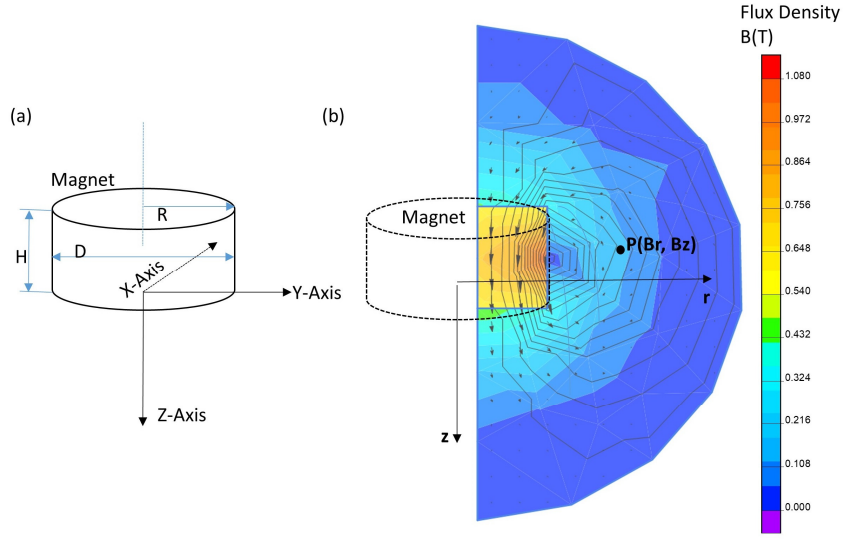 (a)
Magnet
R
H
D
X-Axis
Y-Axis
Z-Axis
(b)
Magnet
P(Br, Bz)
r
z
Flux Density
B(T)
1.080
0.972
0.864
0.756
0.648
0.540
0.432
0.324
0.216
0.108
0.000